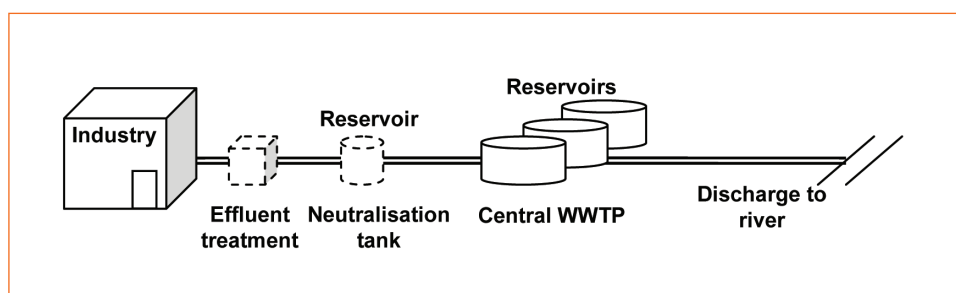 Industry
Reservoir
Reservoirs
Effluent
treatment
Neutralisation
tank
Central WWTP
Discharge to
river